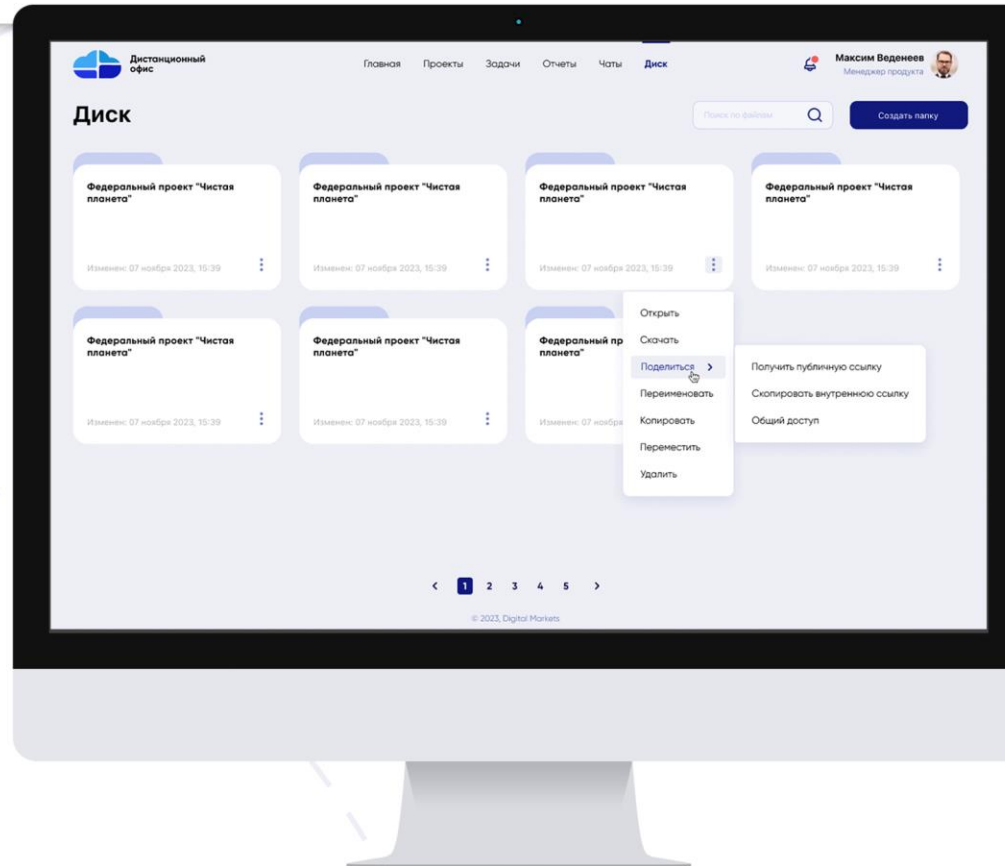 Дистанционный
офис
Главная Проекты Задачи Отчеты Чаты Диск
Максим Веденеев
Менеджер продукта
Диск
Поиск по файлам
Создать папку
Федеральный проект "Чистая
планета"
Изменен: 07 ноября 2023, 15:39
Федеральный проект "Чистая
планета"
Изменен: 07 ноября 2023, 15:39
Федеральный проект "Чистая
планета"
Изменен: 07 ноября 2023, 15:39
Федеральный проект "Чистая
планета"
Изменен: 07 ноября 2023, 15:39
Федеральный проект "Чистая
планета"
Изменен: 07 ноября 2023, 15:39
Федеральный проект "Чистая
планета"
Изменен: 07 ноября 2023, 15:39
Федеральный пр
планета"
Изменен: 07 ноября
Открыть
Скачать
Поделиться
Переименовать
Копировать
Переместить
Удалить
Получить публичную ссылку
Скопировать внутреннюю ссылку
Общий доступ
1 2 3 4 5
© 2023, Digital Markets